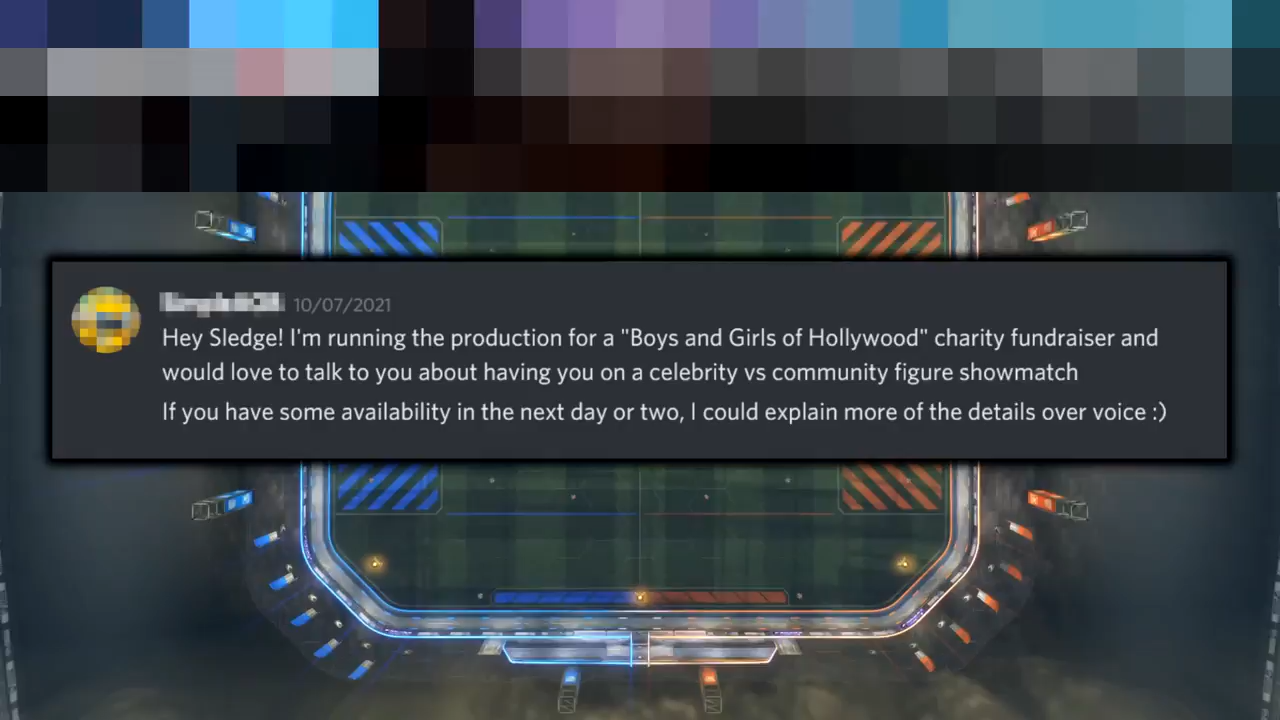 10/07/2021
Hey Sledge! I'm running the production for a "Boys and Girls of Hollywood" charity fundraiser and
would love to talk to you about having you on a celebrity vs community figure showmatch
If you have some availability in the next day or two, I could explain more of the details over voice :)